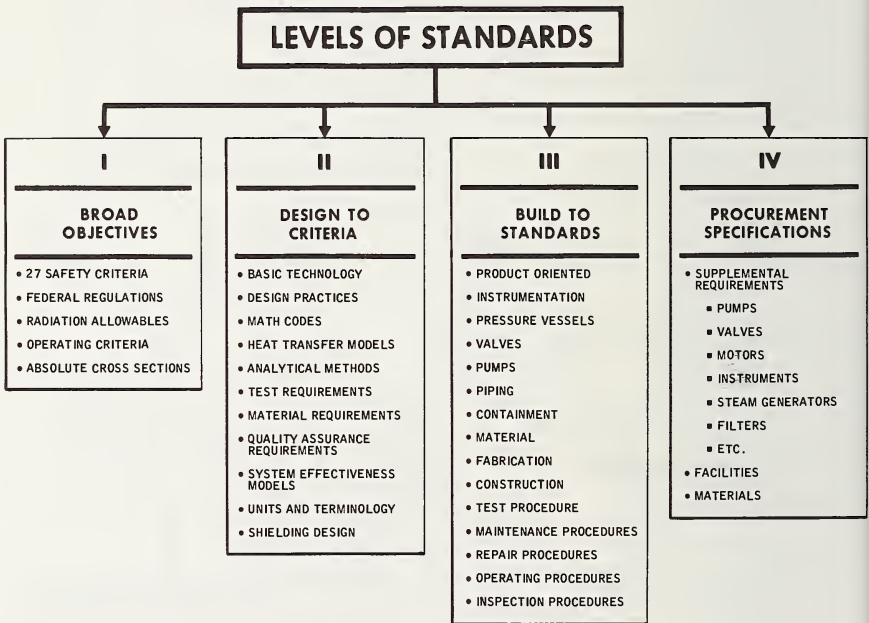 LEVELS OF STANDARDS
I
BROAD
OBJECTIVES
• 27 SAFETY CRITERIA
• FEDERAL REGULATIONS
• RADIATION ALLOWABLES
• OPERATING CRITERIA
• ABSOLUTE CROSS SECTIONS
II
DESIGN TO
CRITERIA
• BASIC TECHNOLOGY
• DESIGN PRACTICES
• MATH CODES
• HEAT TRANSFER MODELS
• ANALYTICAL METHODS
• TEST REQUIREMENTS
• MATERIAL REQUIREMENTS
• QUALITY ASSURANCE
REQUIREMENTS
• SYSTEM EFFECTIVENESS
MODELS
• UNITS AND TERMINOLOGY
• SHIELDING DESIGN
III
BUILD TO
STANDARDS
• PRODUCT ORIENTED
• INSTRUMENTATION
• PRESSURE VESSELS
• VALVES
• PUMPS
• PIPING
• CONTAINMENT
• MATERIAL
• FABRICATION
• CONSTRUCTION
• TEST PROCEDURE
• MAINTENANCE PROCEDURES
• REPAIR PROCEDURES
• OPERATING PROCEDURES
• INSPECTION PROCEDURES
IV
PROCUREMENT
SPECIFICATIONS
• SUPPLEMENTAL
REQUIREMENTS
▪ PUMPS
▪ VALVES
▪ MOTORS
▪ INSTRUMENTS
▪ STEAM GENERATORS
▪ FILTERS
▪ ETC.
• FACILITIES
• MATERIALS